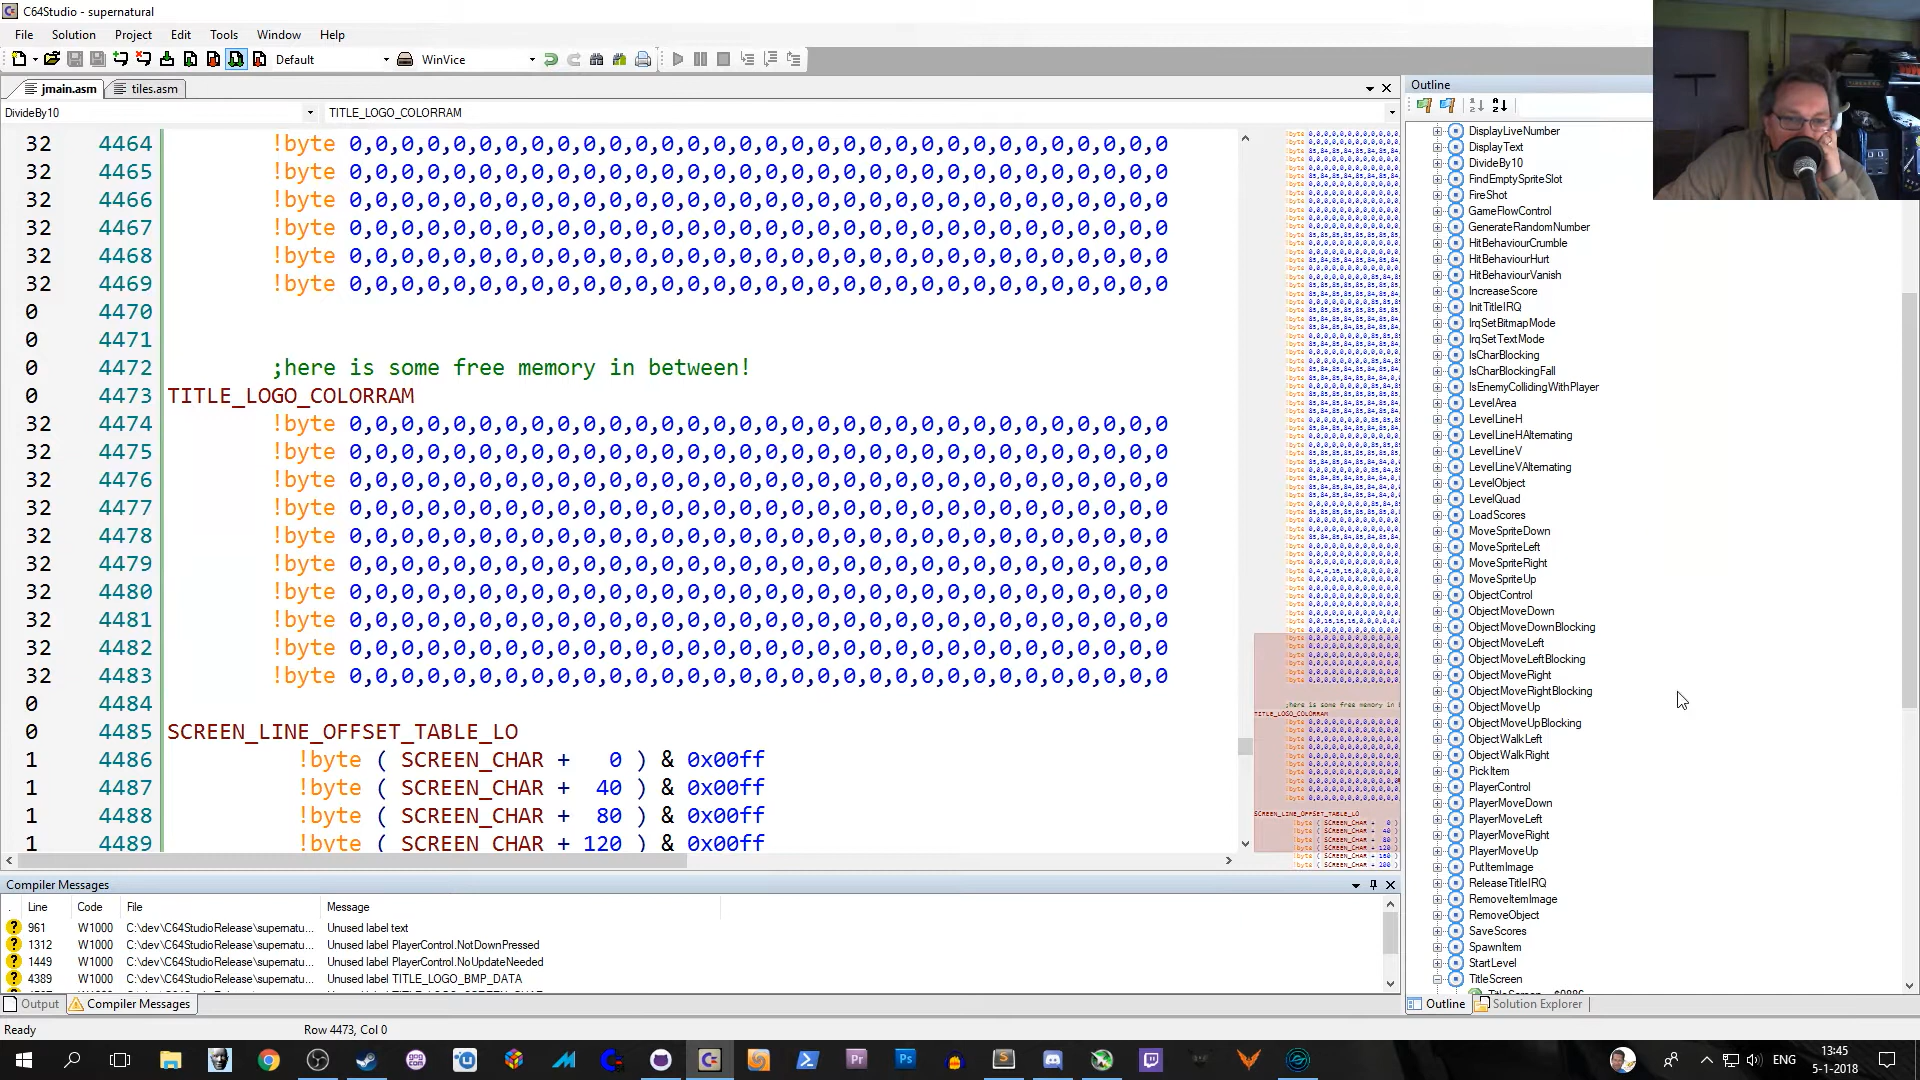 C64Studio - supernatural
File Solution Project Edit Tools Window Help
Default WinVice
jmain.asm tiles.asm
DivideBy10 TITLE_LOGO_COLORRAM
32 4464 !byte 0,0,0,0,0,0,0,0,0,0,0,0,0,0,0,0,0,0,0,0,0,0,0,0,0,0,0,0,0,0,0,0
32 4465 !byte 0,0,0,0,0,0,0,0,0,0,0,0,0,0,0,0,0,0,0,0,0,0,0,0,0,0,0,0,0,0,0,0
32 4466 !byte 0,0,0,0,0,0,0,0,0,0,0,0,0,0,0,0,0,0,0,0,0,0,0,0,0,0,0,0,0,0,0,0
32 4467 !byte 0,0,0,0,0,0,0,0,0,0,0,0,0,0,0,0,0,0,0,0,0,0,0,0,0,0,0,0,0,0,0,0
32 4468 !byte 0,0,0,0,0,0,0,0,0,0,0,0,0,0,0,0,0,0,0,0,0,0,0,0,0,0,0,0,0,0,0,0
32 4469 !byte 0,0,0,0,0,0,0,0,0,0,0,0,0,0,0,0,0,0,0,0,0,0,0,0,0,0,0,0,0,0,0,0
0 4470
0 4471
0 4472 ;here is some free memory in between!
0 4473 TITLE_LOGO_COLORRAM
32 4474 !byte 0,0,0,0,0,0,0,0,0,0,0,0,0,0,0,0,0,0,0,0,0,0,0,0,0,0,0,0,0,0,0,0
32 4475 !byte 0,0,0,0,0,0,0,0,0,0,0,0,0,0,0,0,0,0,0,0,0,0,0,0,0,0,0,0,0,0,0,0
32 4476 !byte 0,0,0,0,0,0,0,0,0,0,0,0,0,0,0,0,0,0,0,0,0,0,0,0,0,0,0,0,0,0,0,0
32 4477 !byte 0,0,0,0,0,0,0,0,0,0,0,0,0,0,0,0,0,0,0,0,0,0,0,0,0,0,0,0,0,0,0,0
32 4478 !byte 0,0,0,0,0,0,0,0,0,0,0,0,0,0,0,0,0,0,0,0,0,0,0,0,0,0,0,0,0,0,0,0
32 4479 !byte 0,0,0,0,0,0,0,0,0,0,0,0,0,0,0,0,0,0,0,0,0,0,0,0,0,0,0,0,0,0,0,0
32 4480 !byte 0,0,0,0,0,0,0,0,0,0,0,0,0,0,0,0,0,0,0,0,0,0,0,0,0,0,0,0,0,0,0,0
32 4481 !byte 0,0,0,0,0,0,0,0,0,0,0,0,0,0,0,0,0,0,0,0,0,0,0,0,0,0,0,0,0,0,0,0
32 4482 !byte 0,0,0,0,0,0,0,0,0,0,0,0,0,0,0,0,0,0,0,0,0,0,0,0,0,0,0,0,0,0,0,0
32 4483 !byte 0,0,0,0,0,0,0,0,0,0,0,0,0,0,0,0,0,0,0,0,0,0,0,0,0,0,0,0,0,0,0,0
0 4484
0 4485 SCREEN_LINE_OFFSET_TABLE_LO
1 4486 !byte ( SCREEN_CHAR + 0 ) & 0x00ff
1 4487 !byte ( SCREEN_CHAR + 40 ) & 0x00ff
1 4488 !byte ( SCREEN_CHAR + 80 ) & 0x00ff
1 4489 !byte ( SCREEN_CHAR + 120 ) & 0x00ff
Outline
DisplayLiveNumber
DisplayText
DivideBy10
FindEmptySpriteSlot
FireShot
GameFlowControl
GenerateRandomNumber
HitBehaviourCrumble
HitBehaviourHurt
HitBehaviourVanish
IncreaseScore
InitTitleIRQ
IrqSetBitmapMode
IrqSetTextMode
IsCharBlocking
IsCharBlockingFall
IsEnemyCollidingWithPlayer
LevelArea
LevelLineH
LevelLineHAlternating
LevelLineV
LevelLineVAlternating
LevelObject
LevelQuad
LoadScores
MoveSpriteDown
MoveSpriteLeft
MoveSpriteRight
MoveSpriteUp
ObjectControl
ObjectMoveDown
ObjectMoveDownBlocking
ObjectMoveLeft
ObjectMoveLeftBlocking
ObjectMoveRight
ObjectMoveRightBlocking
ObjectMoveUp
ObjectMoveUpBlocking
ObjectWalkLeft
ObjectWalkRight
PickItem
PlayerControl
PlayerMoveDown
PlayerMoveLeft
PlayerMoveRight
PlayerMoveUp
PutItemImage
ReleaseTitleIRQ
RemoveItemImage
RemoveObject
SaveScores
SpawnItem
StartLevel
TitleScreen
Outline Solution Explorer
Compiler Messages
. Line Code File Message
961 W1000 C:\dev\C64StudioRelease\supernatu... Unused label text
1312 W1000 C:\dev\C64StudioRelease\supernatu... Unused label PlayerControl.NotDownPressed
1449 W1000 C:\dev\C64StudioRelease\supernatu... Unused label PlayerControl.NoUpdateNeeded
4389 W1000 C:\dev\C64StudioRelease\supernatu... Unused label TITLE_LOGO_BMP_DATA
Output Compiler Messages
Ready Row 4473, Col 0
ENG 13:45
5-1-2018